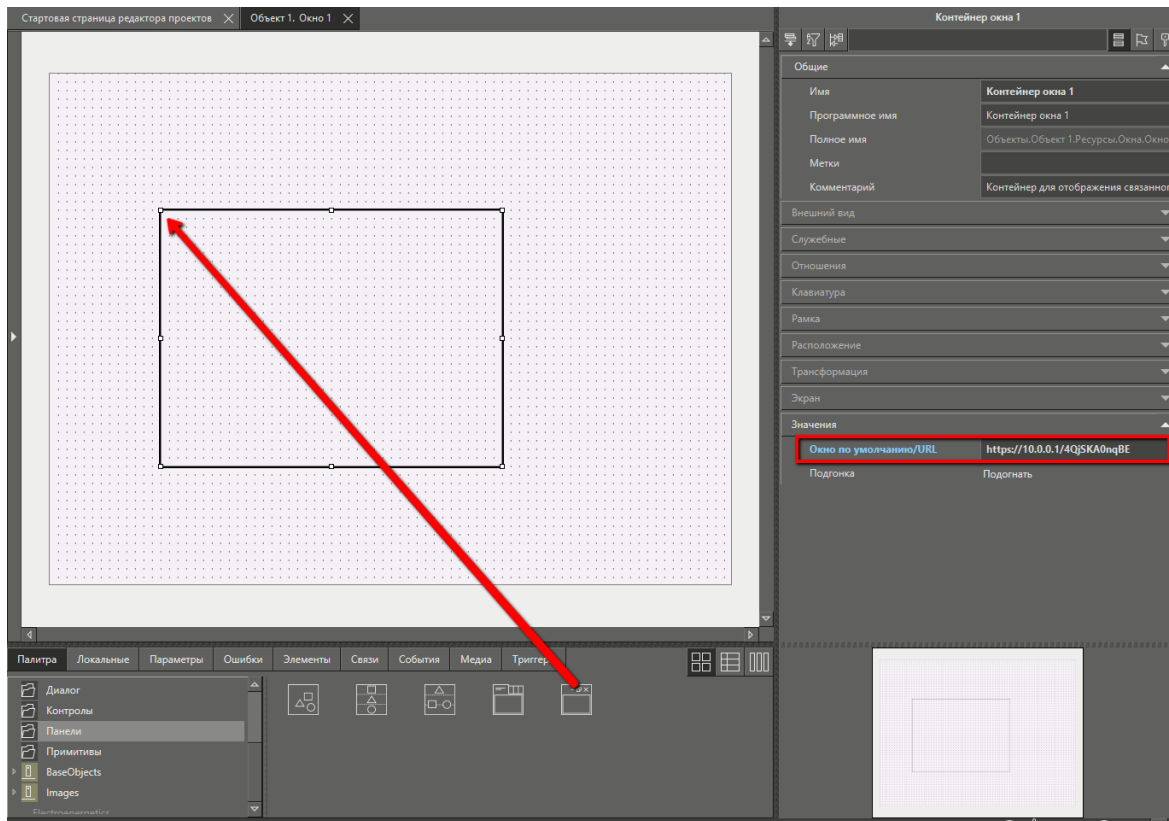 Стартовая страница редактора проектов
Объект 1. Окно 1
Контейнер окна 1
Общие
Имя Контейнер окна 1
Программное имя Контейнер окна 1
Полное имя Объекты.Объект 1.Ресурсы.Окна.Окно
Метки
Комментарий Контейнер для отображения связанног
Внешний вид
Служебные
Отношения
Клавиатура
Рамка
Расположение
Трансформация
Экран
Значения
Окно по умолчанию/URL https://10.0.0.1/4QjSKA0nqBE
Подгонка Подогнать
Палитра Локальные Параметры Ошибки Элементы Связи События Медиа Триггер
Диалог
Контролы
Панели
Примитивы
BaseObjects
Images